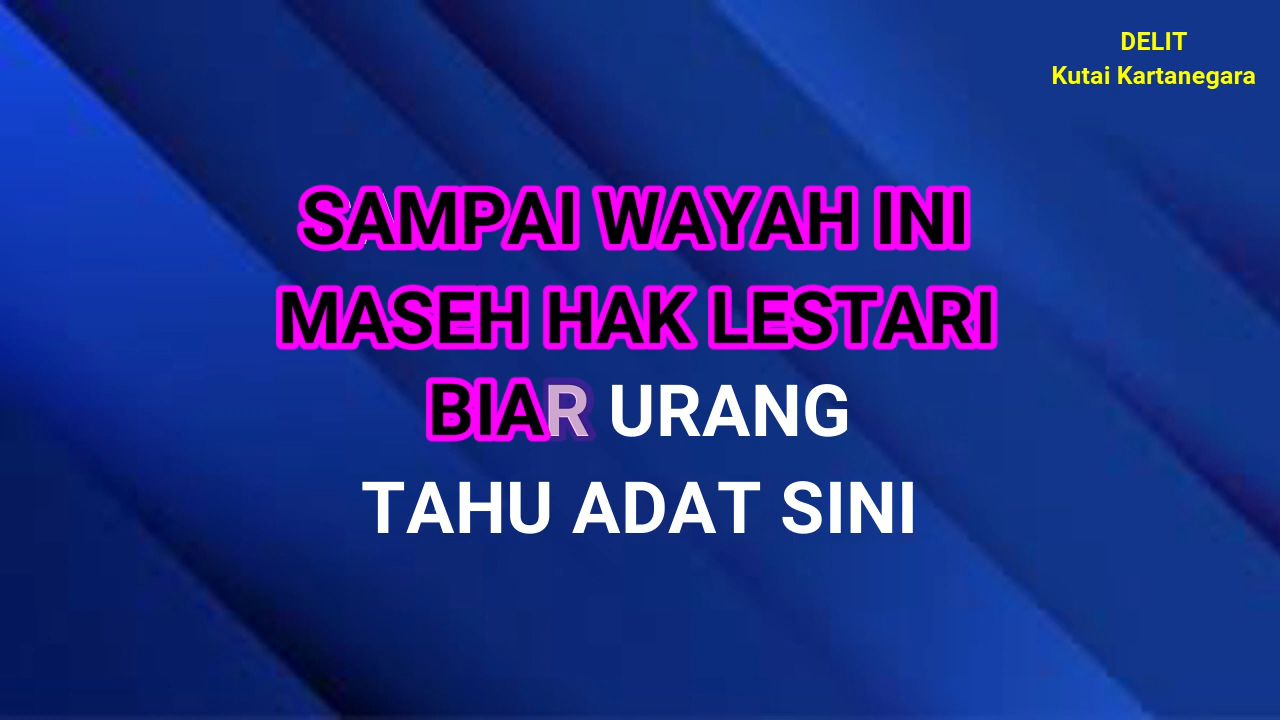 DELIT
Kutai Kartanegara
SAMPAI WAYAH INI
MASEH HAK LESTARI
BIAR URANG
TAHU ADAT SINI